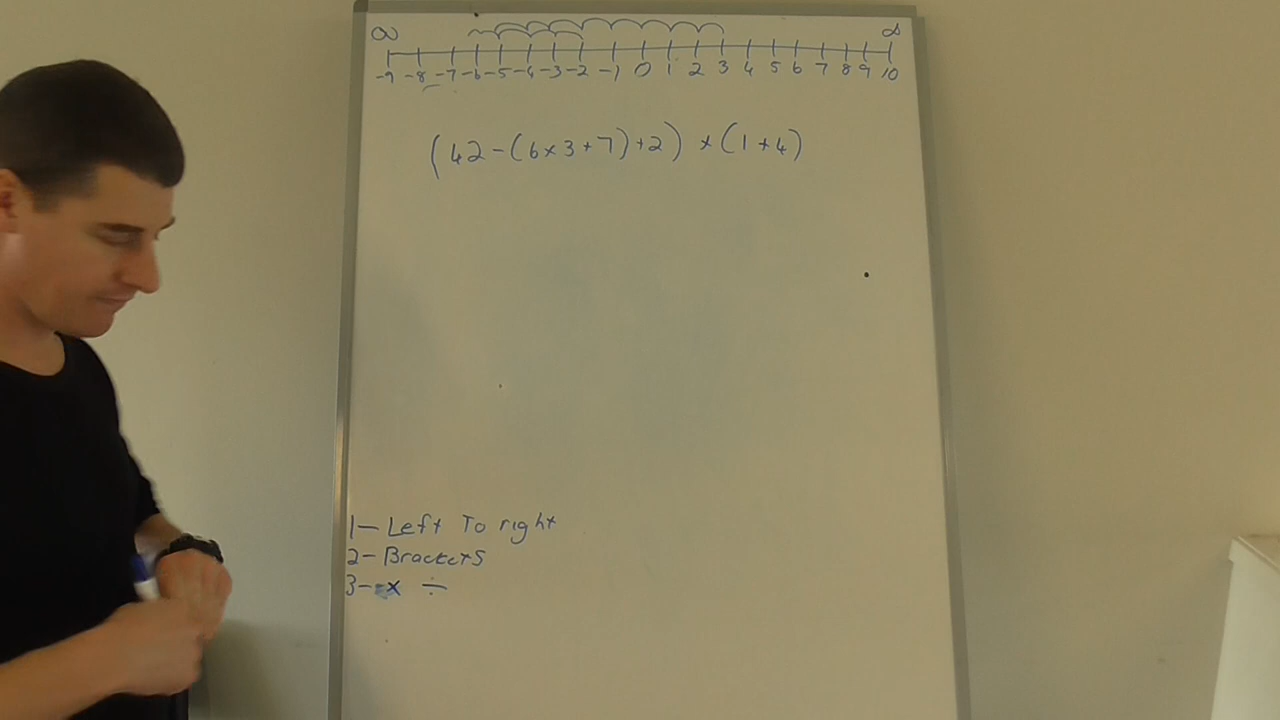 ∞ ∞
-9 -8 -7 -6 -5 -4 -3 -2 -1 0 1 2 3 4 5 6 7 8 9 10
(42-(6×3+7)+2) ×(1+4)
1- Left To right
2- Brackets
3- × ÷